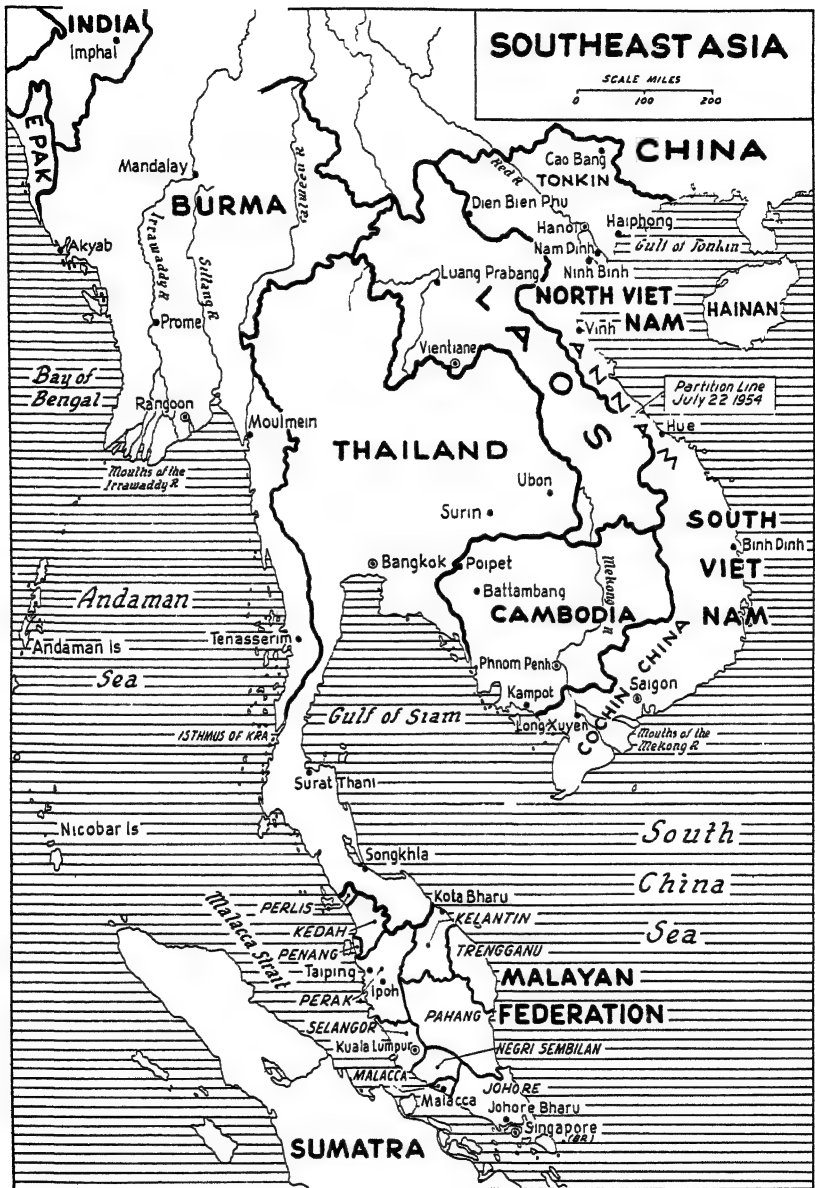 SOUTHEAST ASIA
SCALE MILES
0 100 200
INDIA
Imphal
E PAK
Mandalay
BURMA
Irrawaddy R
Sittang R
Salween R
Akyab
Prome
Bay of
Bengal
Rangoon
Moulmein
Mouths of the
Irrawaddy R
CHINA
Cao Bang
TONKIN
Red R
Dien Bien Phu
Hanoi
Haiphong
Gulf of Tonkin
Nam Dinh
Ninh Binh
Luang Prabang
LAOS
NORTH VIET
NAM
HAINAN
Vinh
ANNAM
Vientiane
Partition Line
July 22 1954
Hue
THAILAND
Ubon
Surin
SOUTH
VIET
NAM
Binh Dinh
Bangkok
Poipet
Battambang
CAMBODIA
Mekong R
Andaman
Sea
Andaman Is
Tenasserim
Phnom Penh
Kampot
COCHIN CHINA
Saigon
Long Xuyen
Mouths of the
Mekong R
Gulf of Siam
ISTHMUS OF KRA
Surat Thani
Nicobar Is
South
China
Sea
Songkhla
Kota Bharu
PERLIS
KEDAH
PENANG
KELANTIN
TRENGGANU
Malacca Strait
Taiping
Ipoh
PERAK
MALAYAN
FEDERATION
PAHANG
SELANGOR
Kuala Lumpur
NEGRI SEMBILAN
MALACCA
Malacca
JOHORE
Johore Bharu
Singapore
(BR)
SUMATRA